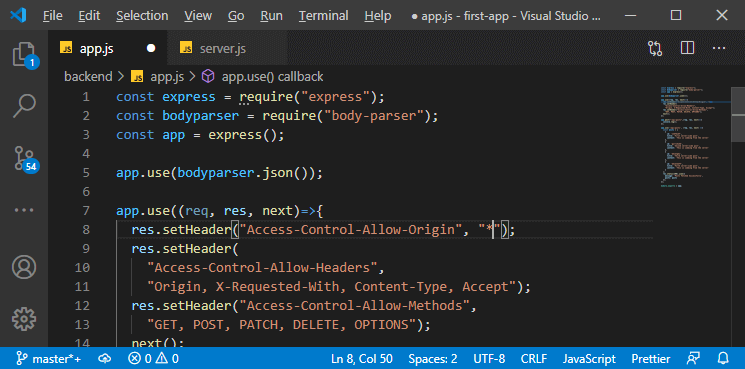 File Edit Selection View Go Run Terminal Help ● app.js - first-app - Visual Studio ...
JS app.js ● JS server.js
1
54
backend > JS app.js > app.use() callback
1 const express = require("express");
2 const bodyparser = require("body-parser");
3 const app = express();
4
5 app.use(bodyparser.json());
6
7 app.use((req, res, next)=>{
8 res.setHeader("Access-Control-Allow-Origin", "*");
9 res.setHeader(
10 "Access-Control-Allow-Headers",
11 "Origin, X-Requested-With, Content-Type, Accept");
12 res.setHeader("Access-Control-Allow-Methods",
13 "GET, POST, PATCH, DELETE, OPTIONS");
14 next();
master*+ 0 0 Ln 8, Col 50 Spaces: 2 UTF-8 CRLF JavaScript Prettier